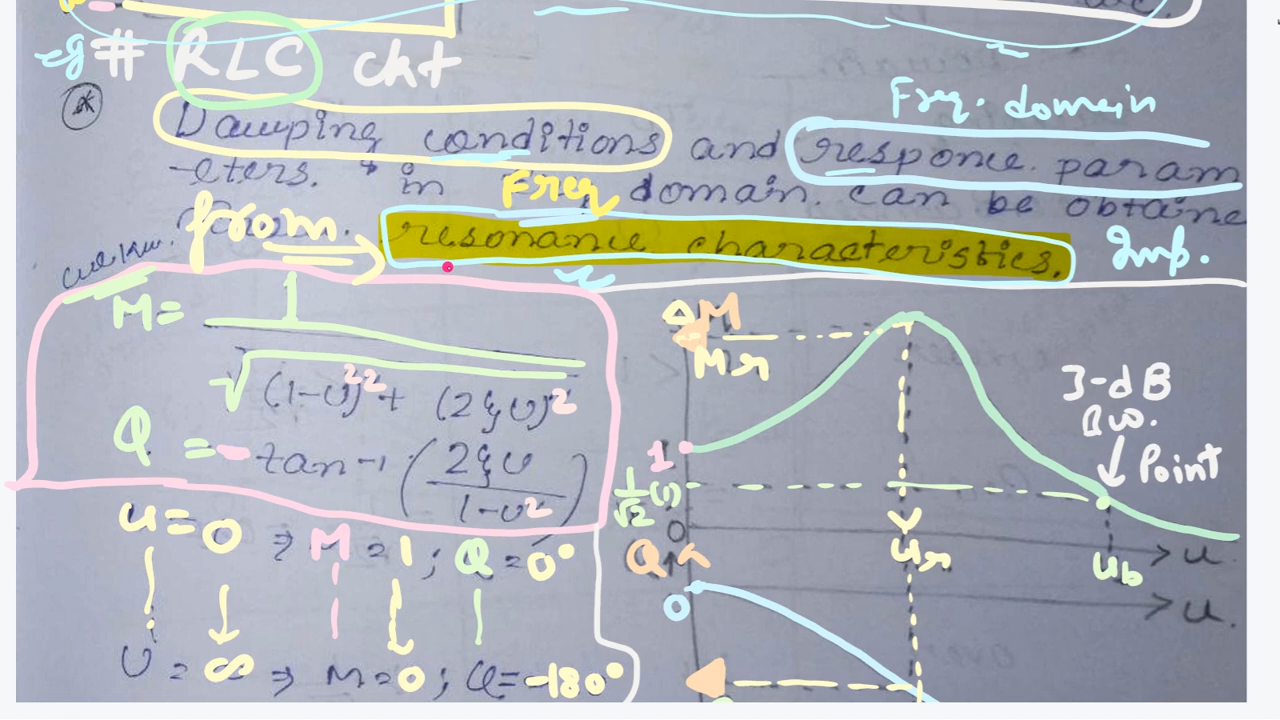 eg # RLC ckt
Freq. domain
Damping conditions and response param
-eters. in Freq domain. can be obtaine
from resonance characteristics. Imp.
M = 1 / √((1-u²)² + (2ξu)²)
Q = -tan-1 (2ξu / 1-u²)
u=0 ⇒ M = 1 ; Q = 0°
U = ∞ ⇒ M = 0 ; Q = -180°
M
Mr
3-dB
BW.
Point
1
1/√2 (1)
0
ur
ub
u.
Q
0
u.